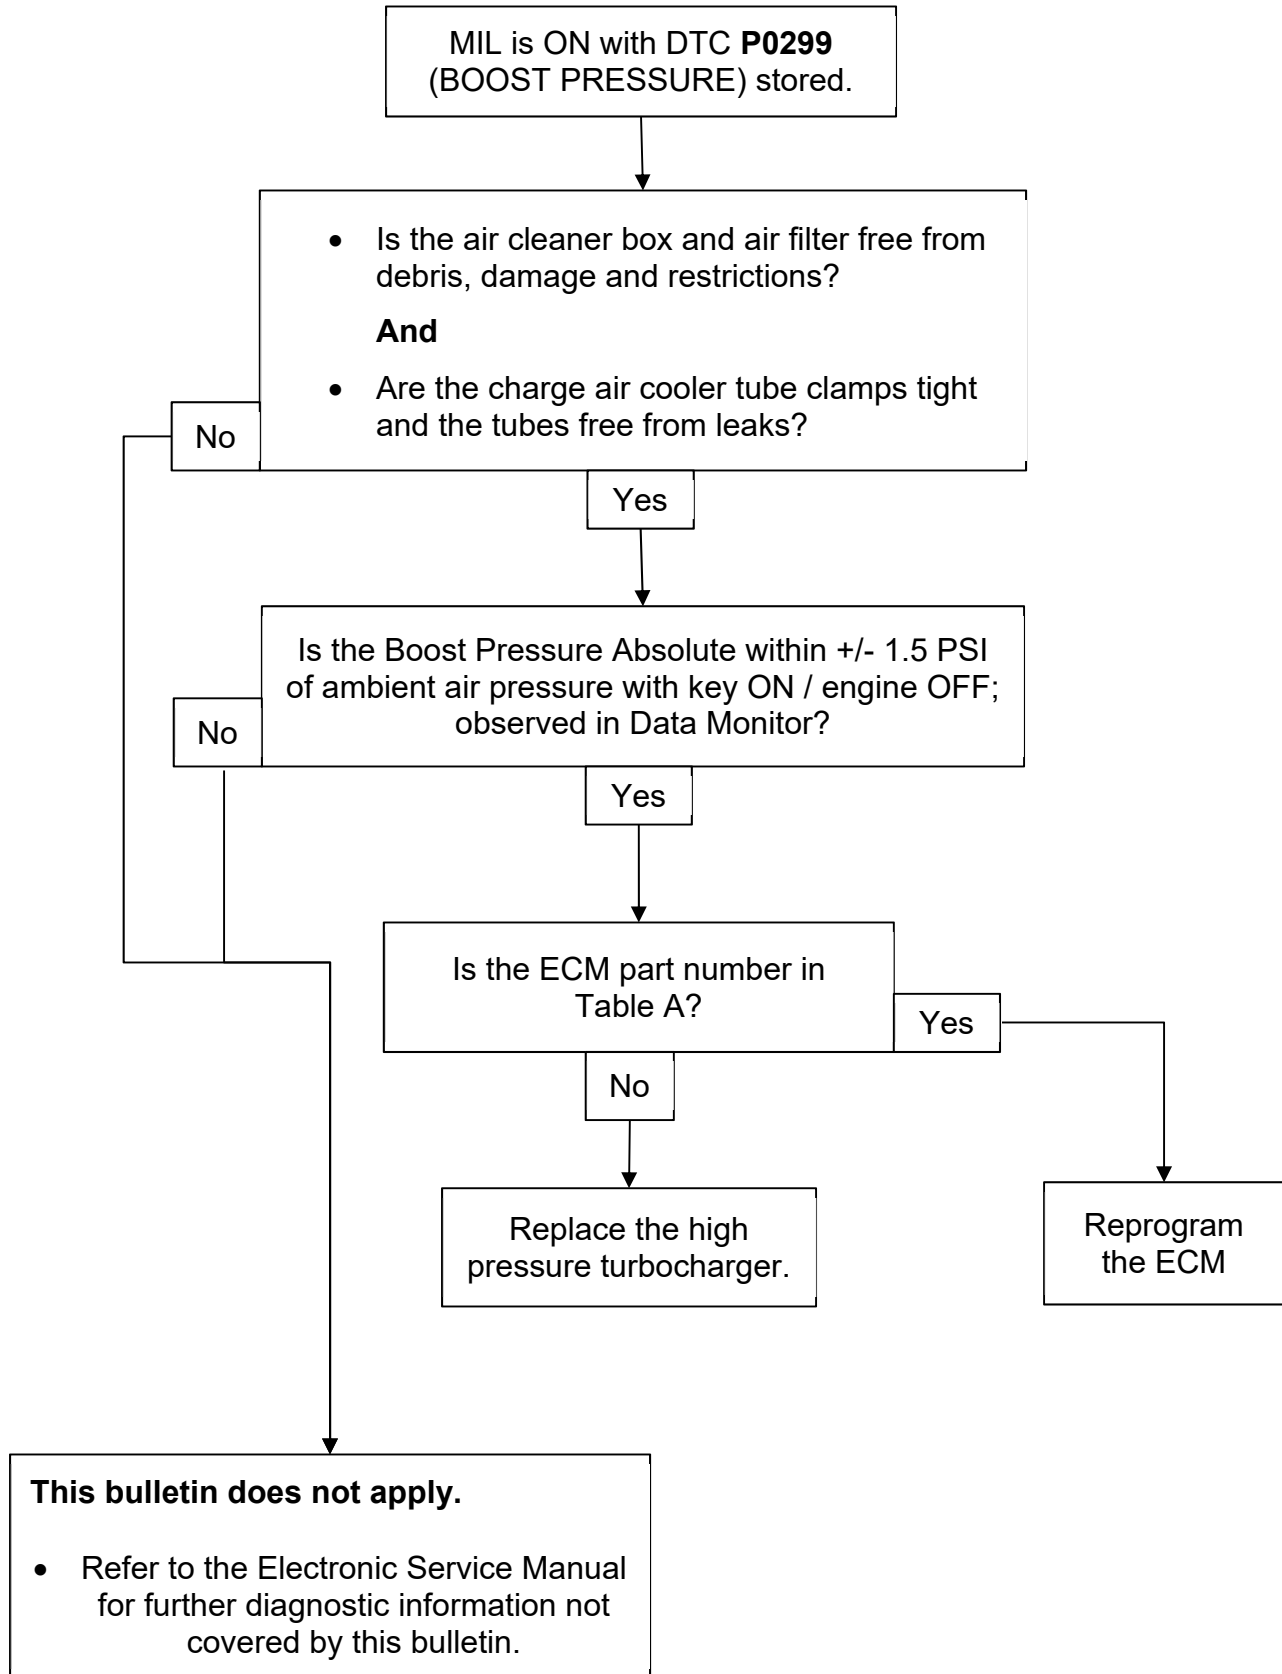 MIL is ON with DTC P0299
(BOOST PRESSURE) stored.
• Is the air cleaner box and air filter free from
debris, damage and restrictions?
And
• Are the charge air cooler tube clamps tight
and the tubes free from leaks?
No
Yes
Is the Boost Pressure Absolute within +/- 1.5 PSI
of ambient air pressure with key ON / engine OFF;
observed in Data Monitor?
No
Yes
Is the ECM part number in
Table A?
Yes
No
Replace the high
pressure turbocharger.
Reprogram
the ECM
This bulletin does not apply.
• Refer to the Electronic Service Manual
for further diagnostic information not
covered by this bulletin.